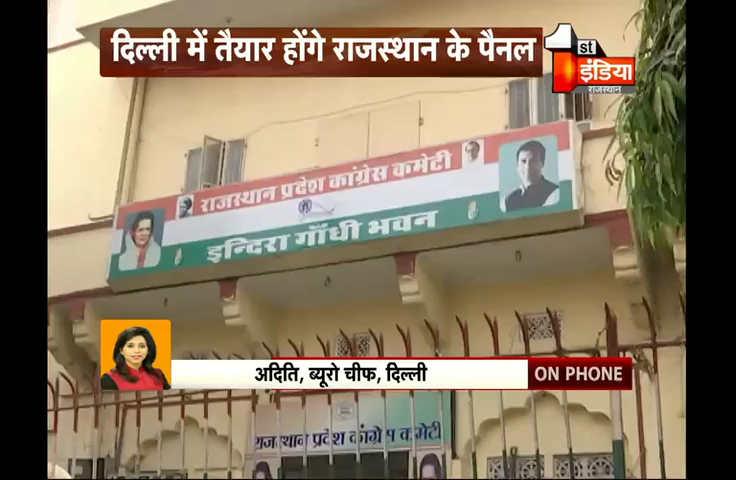 दिल्ली में तैयार होंगे राजस्थान के पैनल
1st
इंडिया
राजस्थान
राजस्थान प्रदेश कांग्रेस कमेटी
इन्दिरा गाँधी भवन
अदिति, ब्यूरो चीफ, दिल्ली
ON PHONE
राजस्थान प्रदेश कांग्रेस कमेटी